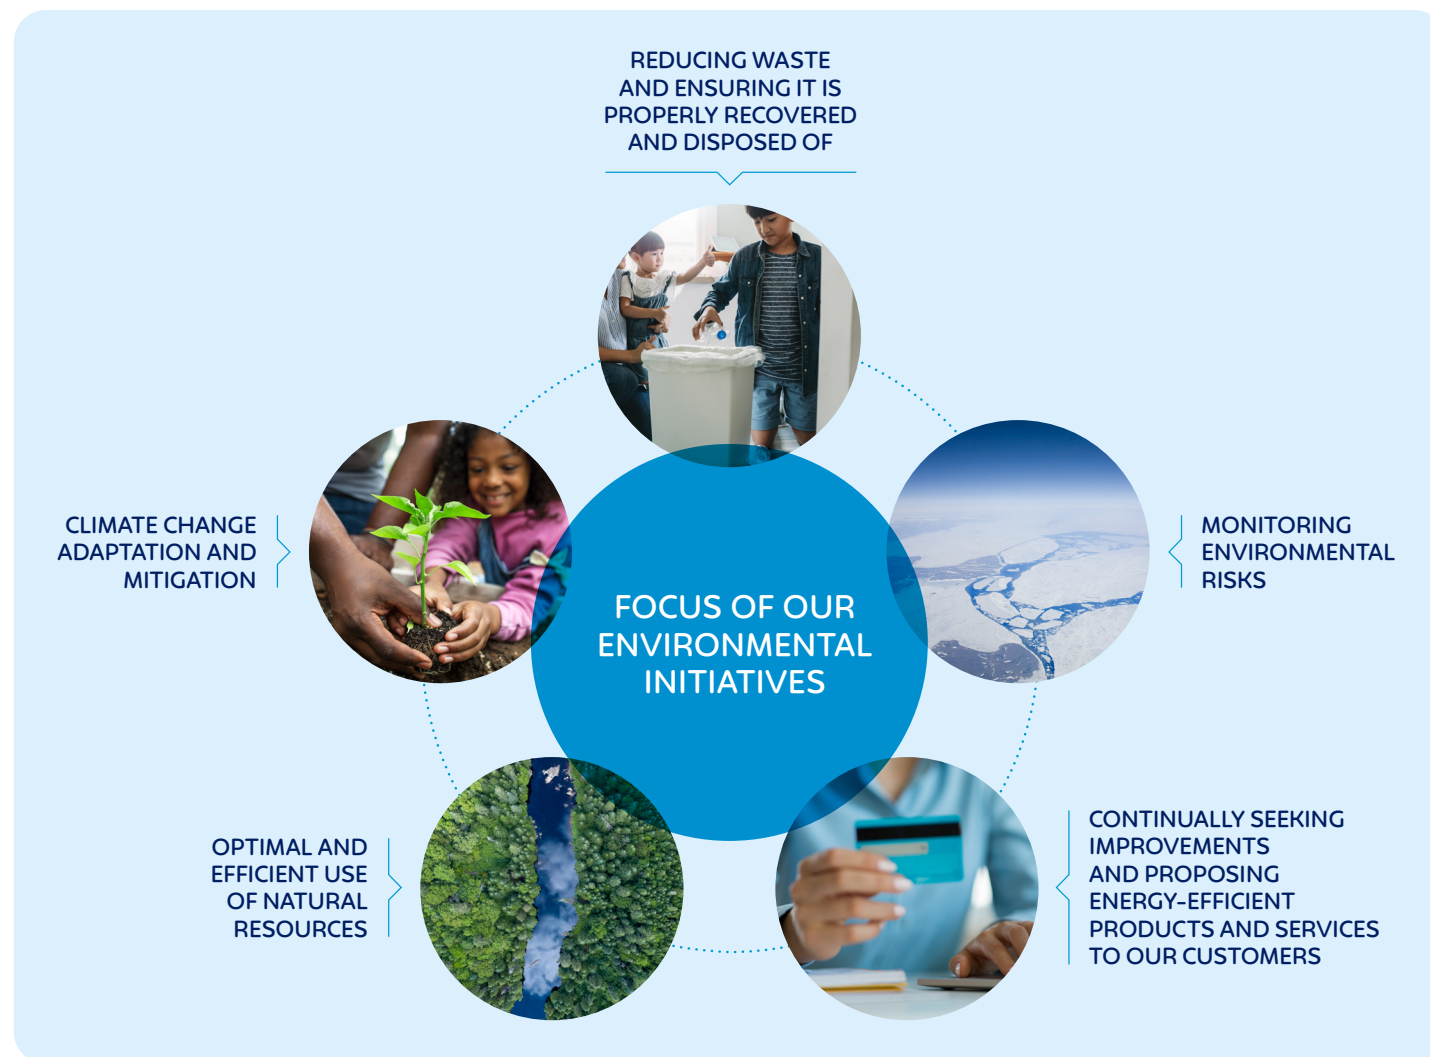 REDUCING WASTE
AND ENSURING IT IS
PROPERLY RECOVERED
AND DISPOSED OF
CLIMATE CHANGE
ADAPTATION AND
MITIGATION
MONITORING
ENVIRONMENTAL
RISKS
FOCUS OF OUR
ENVIRONMENTAL
INITIATIVES
OPTIMAL AND
EFFICIENT USE
OF NATURAL
RESOURCES
CONTINUALLY SEEKING
IMPROVEMENTS
AND PROPOSING
ENERGY-EFFICIENT
PRODUCTS AND SERVICES
TO OUR CUSTOMERS